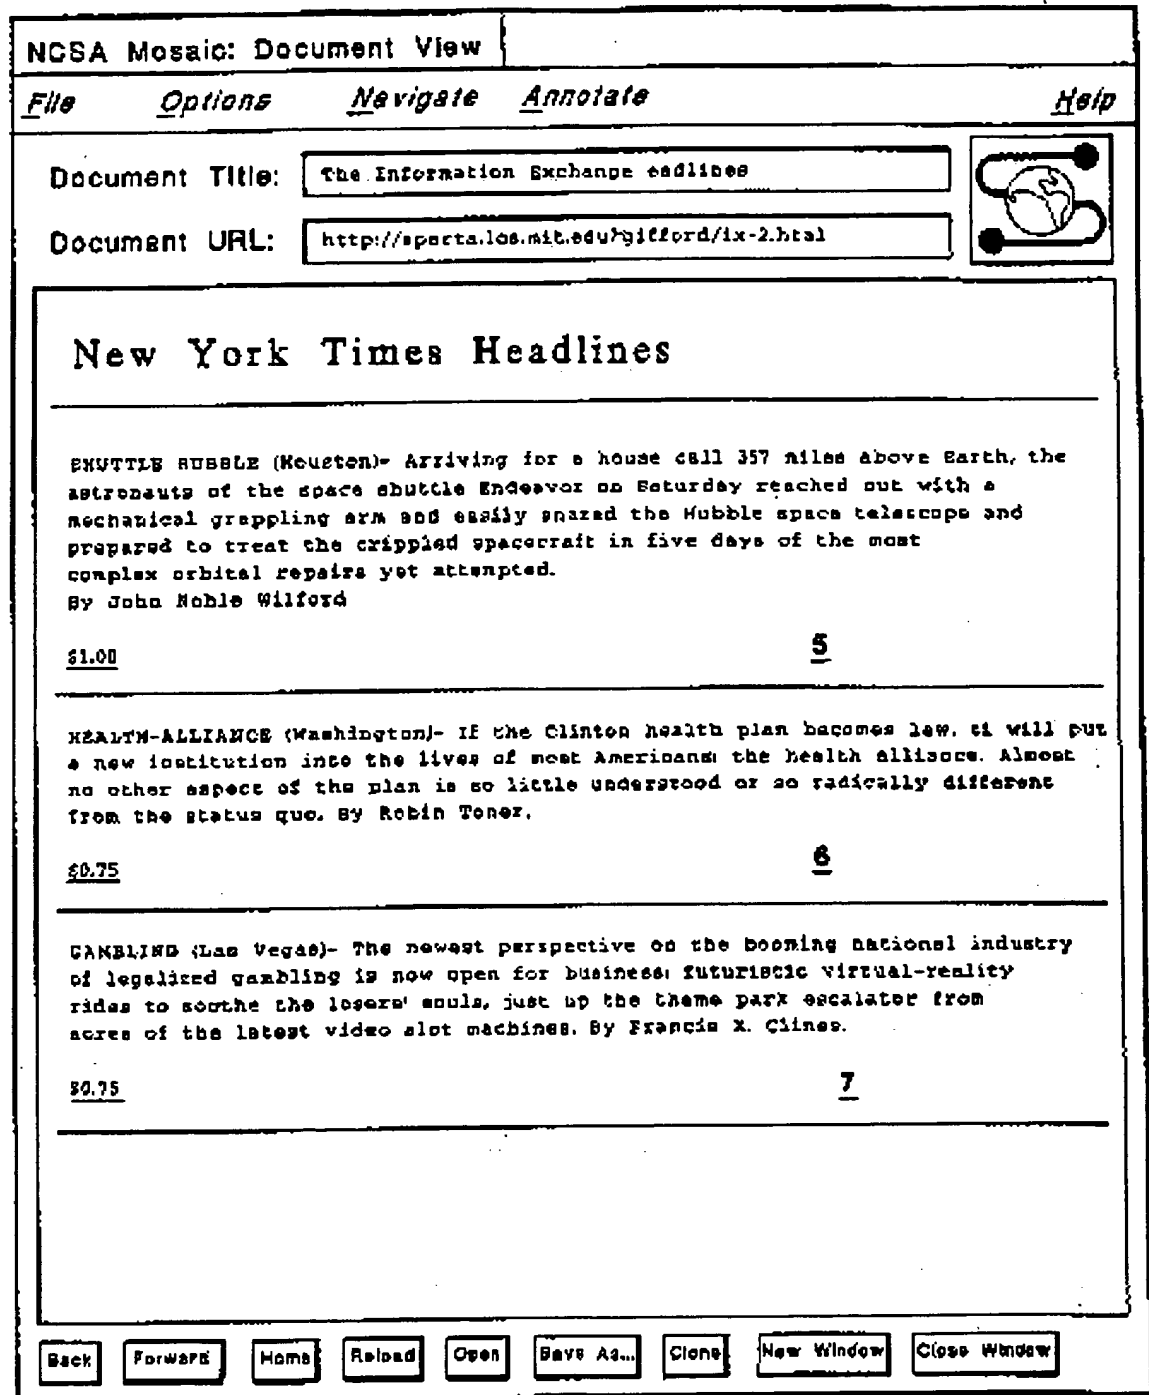 NCSA Mosaic: Document View
File Options Navigate Annotate Help
Document Title: The Information Exchange eadlines
Document URL: http://sparta.lcs.mit.edu/~gifford/ix-2.html
New York Times Headlines
SHUTTLE HUBBLE (Houston)- Arriving for a house call 357 miles above Earth, the
astronauts of the space shuttle Endeavor on Saturday reached out with a
mechanical grappling arm and easily snared the Hubble space telescope and
prepared to treat the crippled spacecraft in five days of the most
complex orbital repairs yet attempted.
By John Noble Wilford
$1.00 5
HEALTH-ALLIANCE (Washington)- If the Clinton health plan becomes law, ti will put
a new institution into the lives of most Americans: the health alliance. Almost
no other aspect of the plan is so little understood or so radically different
from the status quo. By Robin Toner.
$0.75 6
GAMBLING (Las Vegas)- The newest perspective on the booming national industry
of legalized gambling is now open for business: futuristic virtual-reality
rides to soothe the losers' souls, just up the theme park escalator from
acres of the latest video slot machines. By Francis X. Clines.
$0.75 7
Back Forward Home Reload Open Save As... Clone New Window Close Window